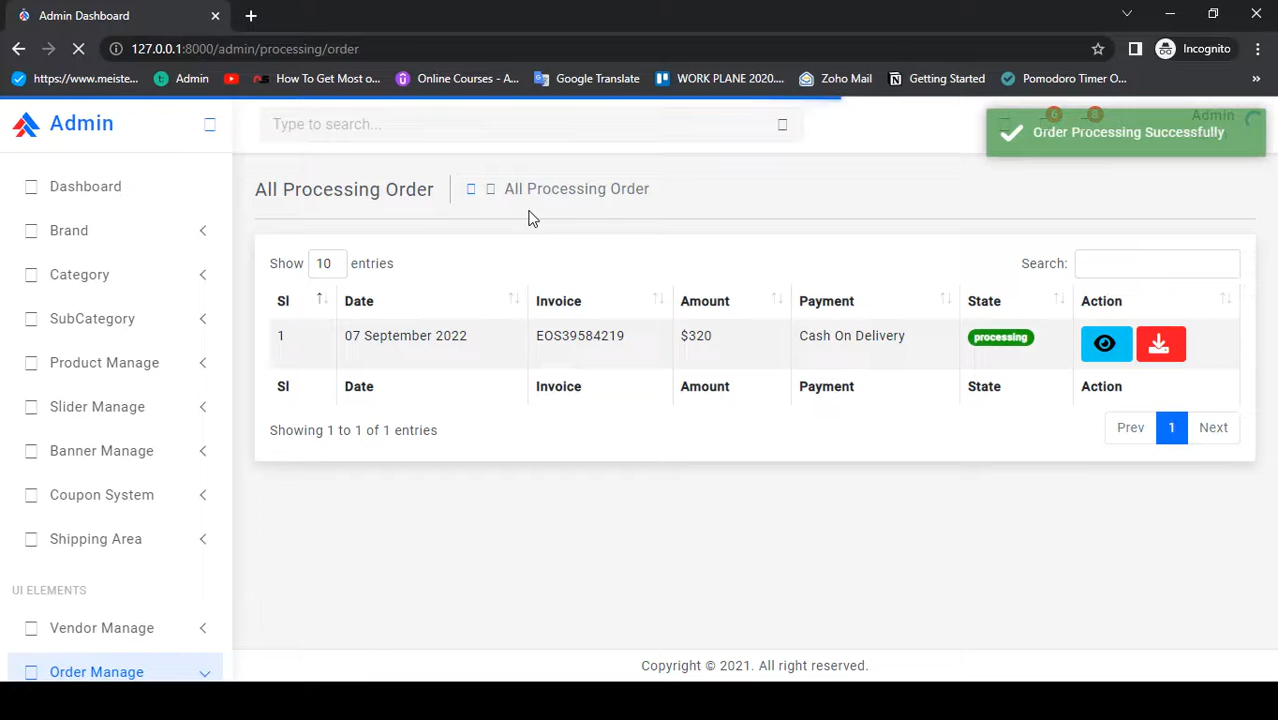 Admin Dashboard
127.0.0.1:8000/admin/processing/order
Incognito
https://www.meiste...
Admin
How To Get Most o...
Online Courses - A...
Google Translate
WORK PLANE 2020....
Zoho Mail
Getting Started
Pomodoro Timer O...
»
Admin
Type to search...
6
8
Admin
Order Processing Successfully
Dashboard
Brand
Category
SubCategory
Product Manage
Slider Manage
Banner Manage
Coupon System
Shipping Area
UI ELEMENTS
Vendor Manage
Order Manage
All Processing Order
All Processing Order
Show 10 entries
Search:
Sl Date Invoice Amount Payment State Action
1 07 September 2022 EOS39584219 $320 Cash On Delivery processing
Sl Date Invoice Amount Payment State Action
Showing 1 to 1 of 1 entries
Prev 1 Next
Copyright © 2021. All right reserved.